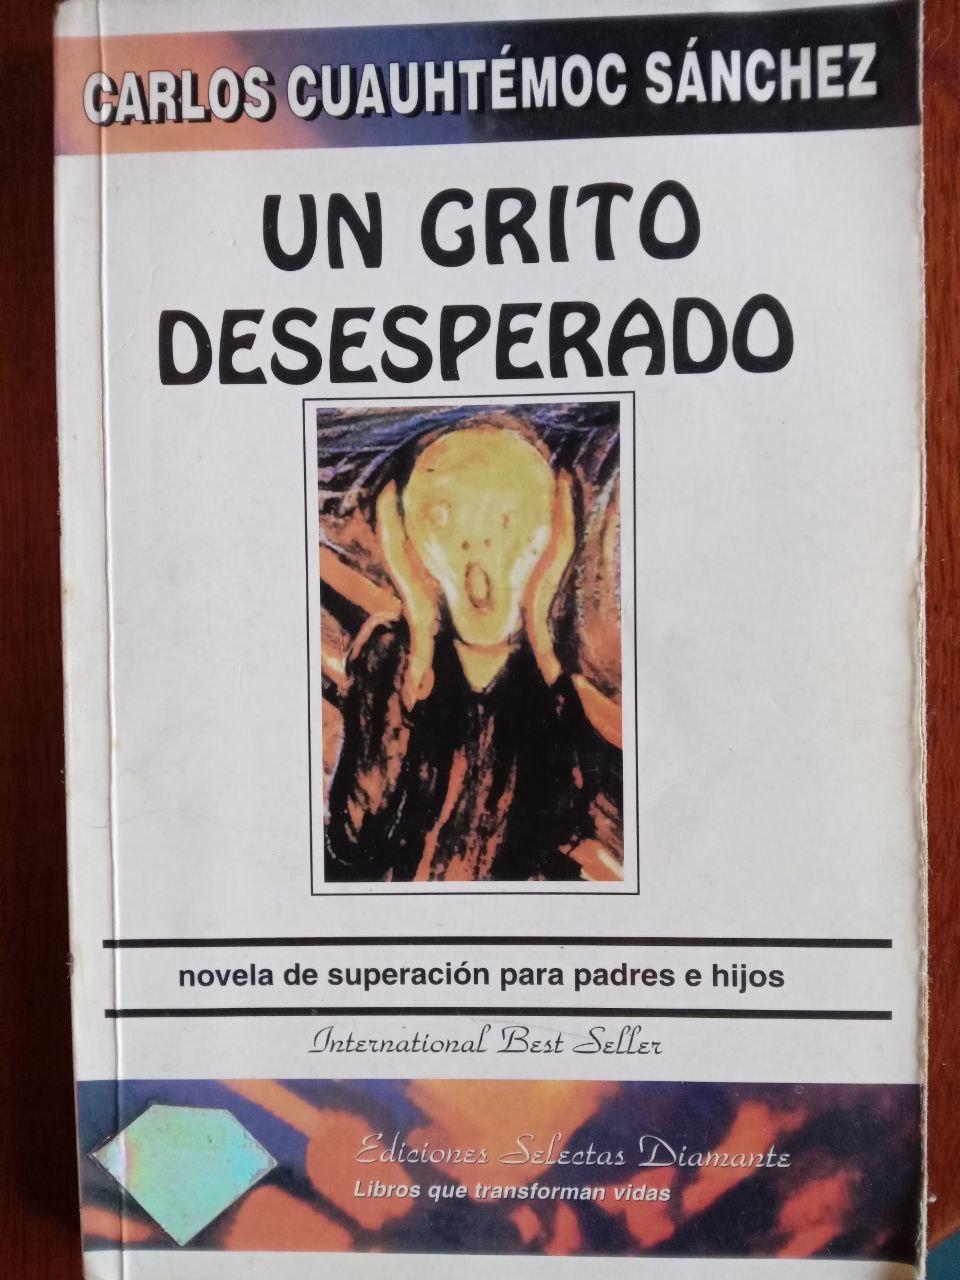 CARLOS CUAUHTÉMOC SÁNCHEZ
UN GRITO
DESESPERADO
novela de superación para padres e hijos
International Best Seller
Ediciones Selectas Diamante
Libros que transforman vidas